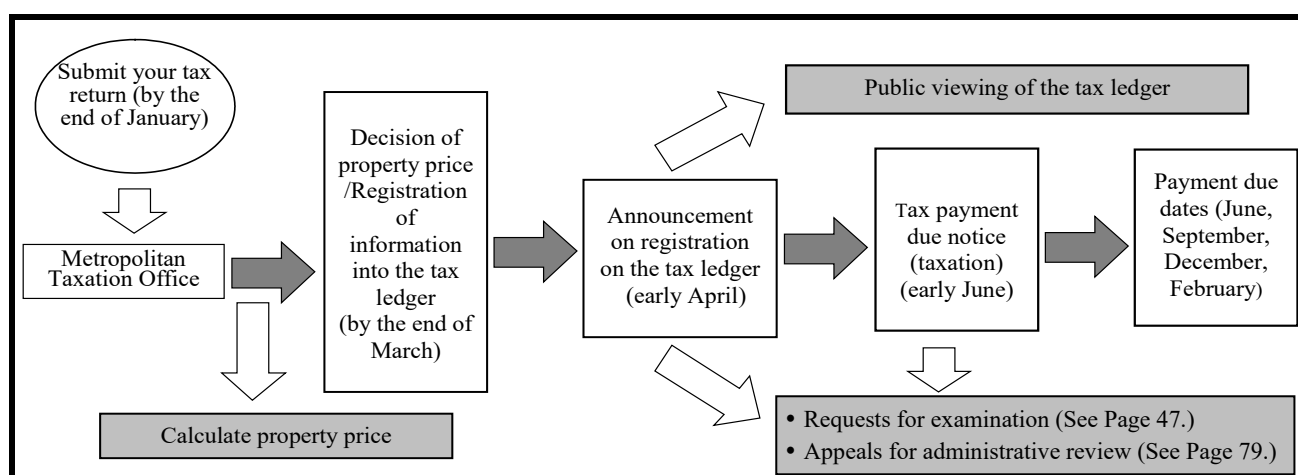 Submit your tax
return (by the
end of January)
Metropolitan
Taxation Office
Calculate property price
Decision of
property price
/Registration
of
information
into the tax
ledger
(by the end of
March)
Announcement
on registration
on the tax ledger
(early April)
Public viewing of the tax ledger
Tax payment
due notice
(taxation)
(early June)
Payment due
dates (June,
September,
December,
February)
• Requests for examination (See Page 47.)
• Appeals for administrative review (See Page 79.)